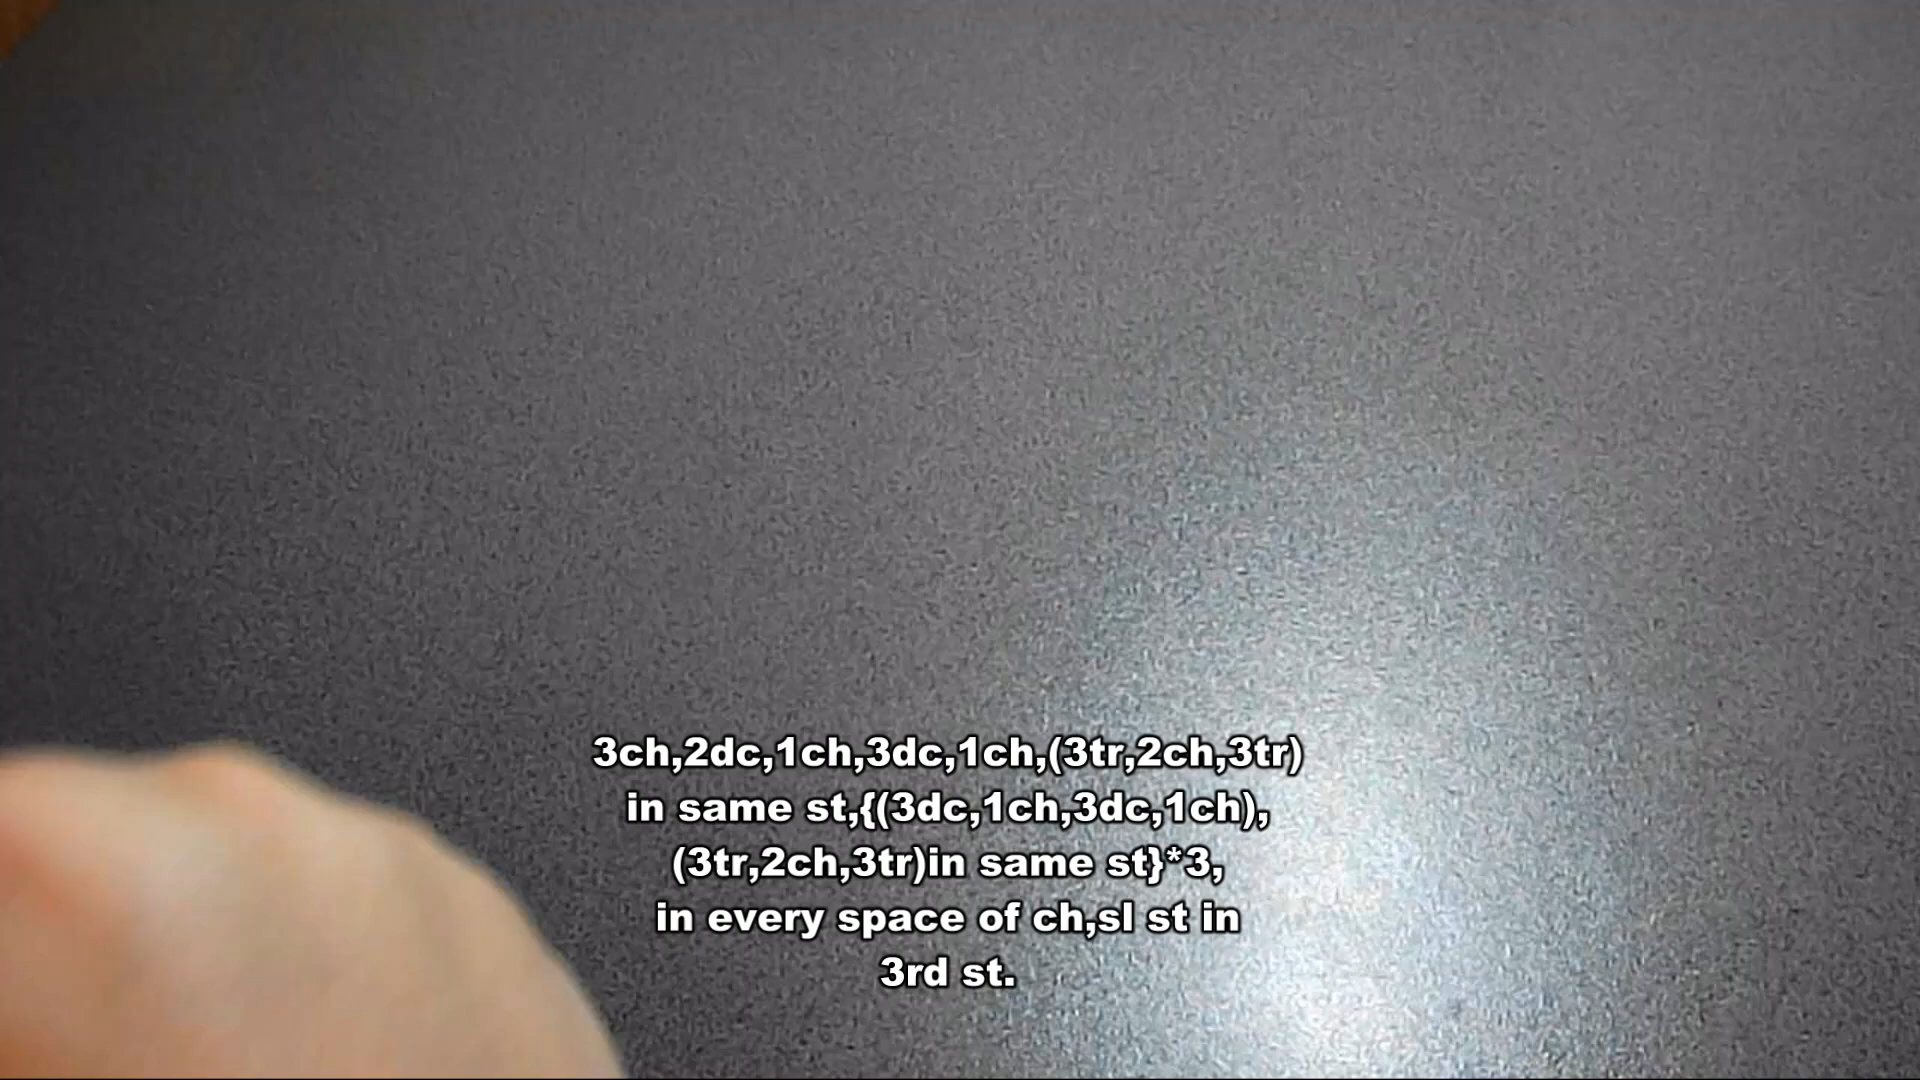 3ch,2dc,1ch,3dc,1ch,(3tr,2ch,3tr)
in same st,{(3dc,1ch,3dc,1ch),
(3tr,2ch,3tr)in same st}*3,
in every space of ch,sl st in
3rd st.